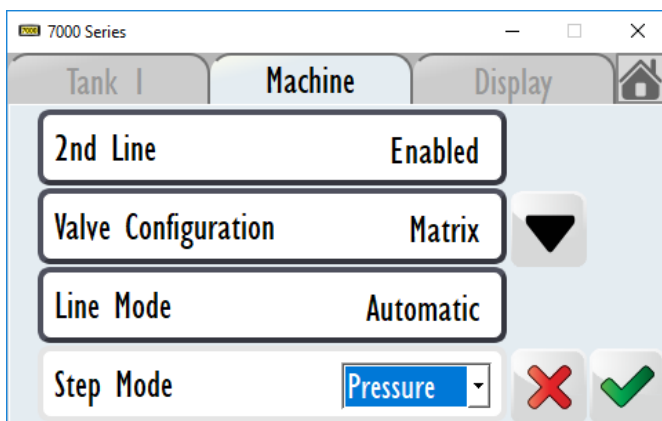 7000 Series
Tank 1 Machine Display
2nd Line Enabled
Valve Configuration Matrix
Line Mode Automatic
Step Mode Pressure